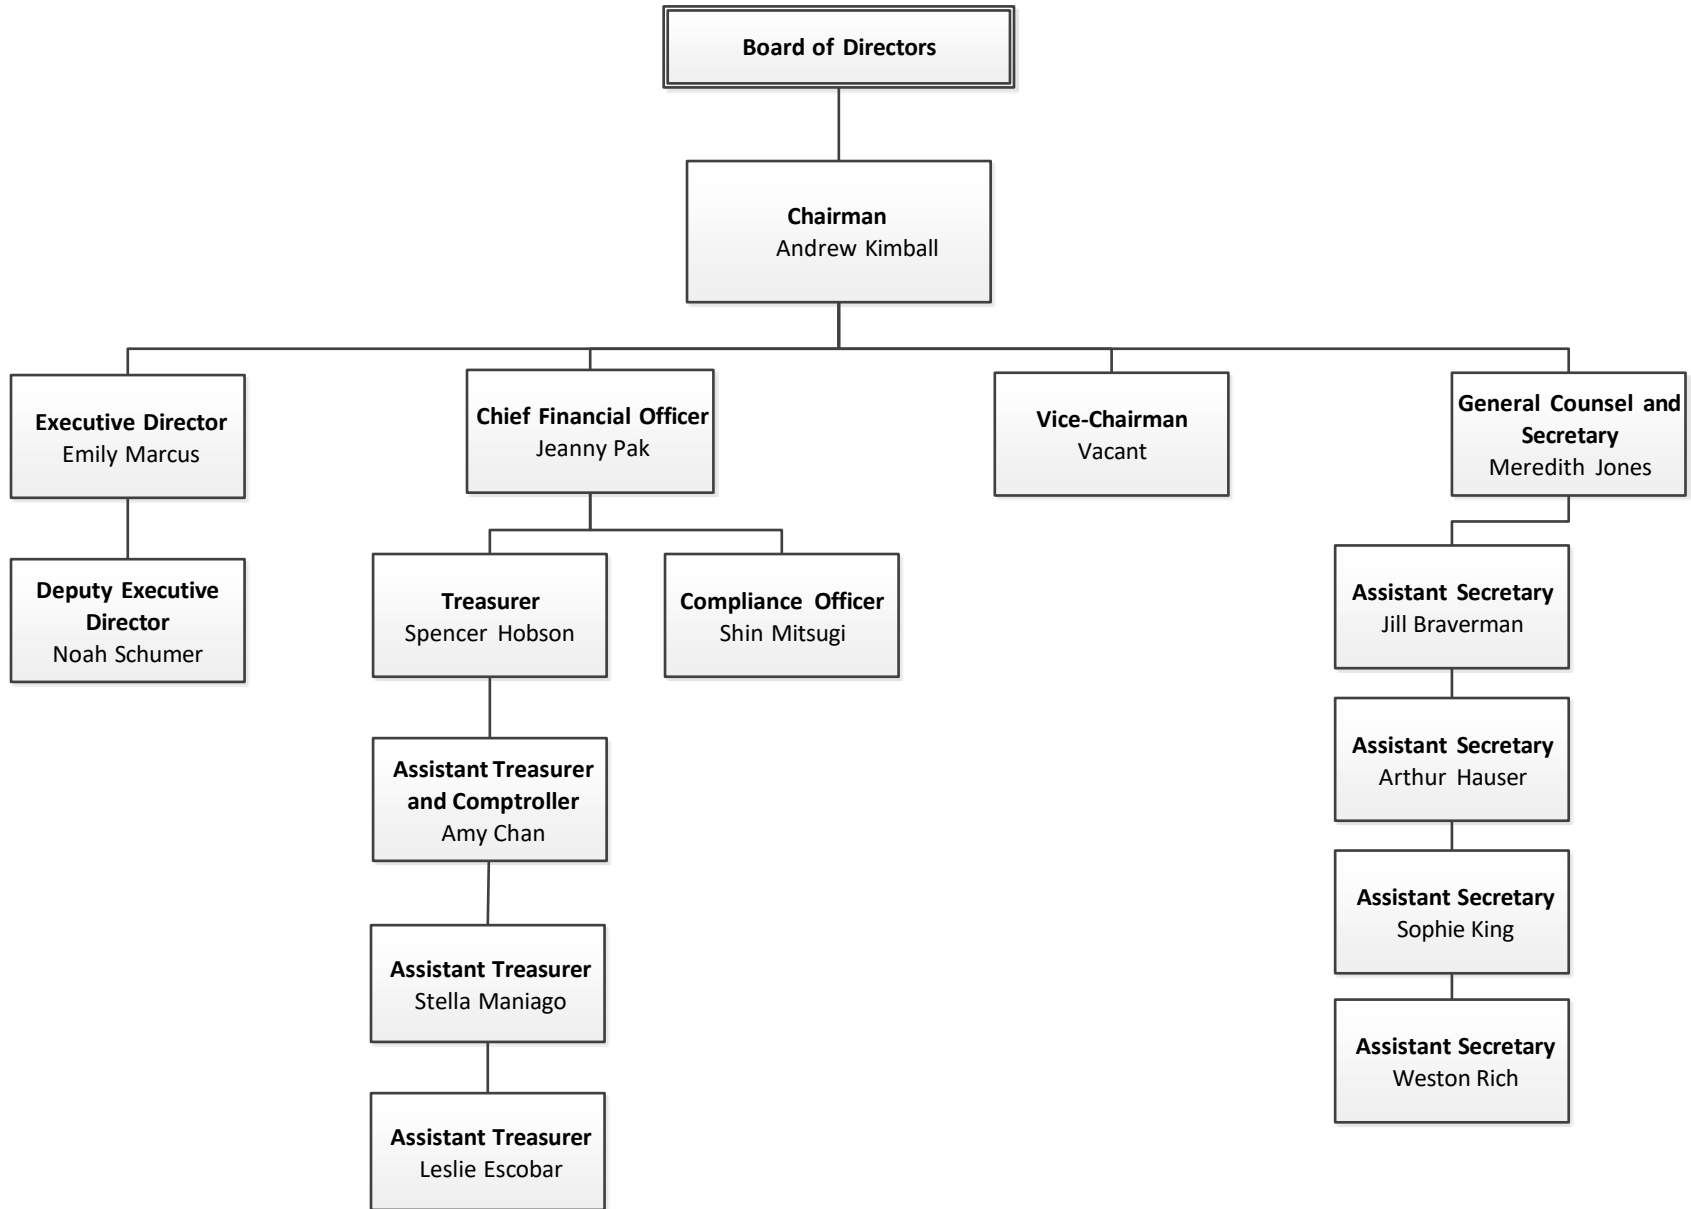 Board of Directors
Chairman
Andrew Kimball
Executive Director
Emily Marcus
Chief Financial Officer
Jeanny Pak
Vice-Chairman
Vacant
General Counsel and
Secretary
Meredith Jones
Deputy Executive
Director
Noah Schumer
Treasurer
Spencer Hobson
Compliance Officer
Shin Mitsugi
Assistant Secretary
Jill Braverman
Assistant Treasurer
and Comptroller
Amy Chan
Assistant Secretary
Arthur Hauser
Assistant Secretary
Sophie King
Assistant Treasurer
Stella Maniago
Assistant Secretary
Weston Rich
Assistant Treasurer
Leslie Escobar